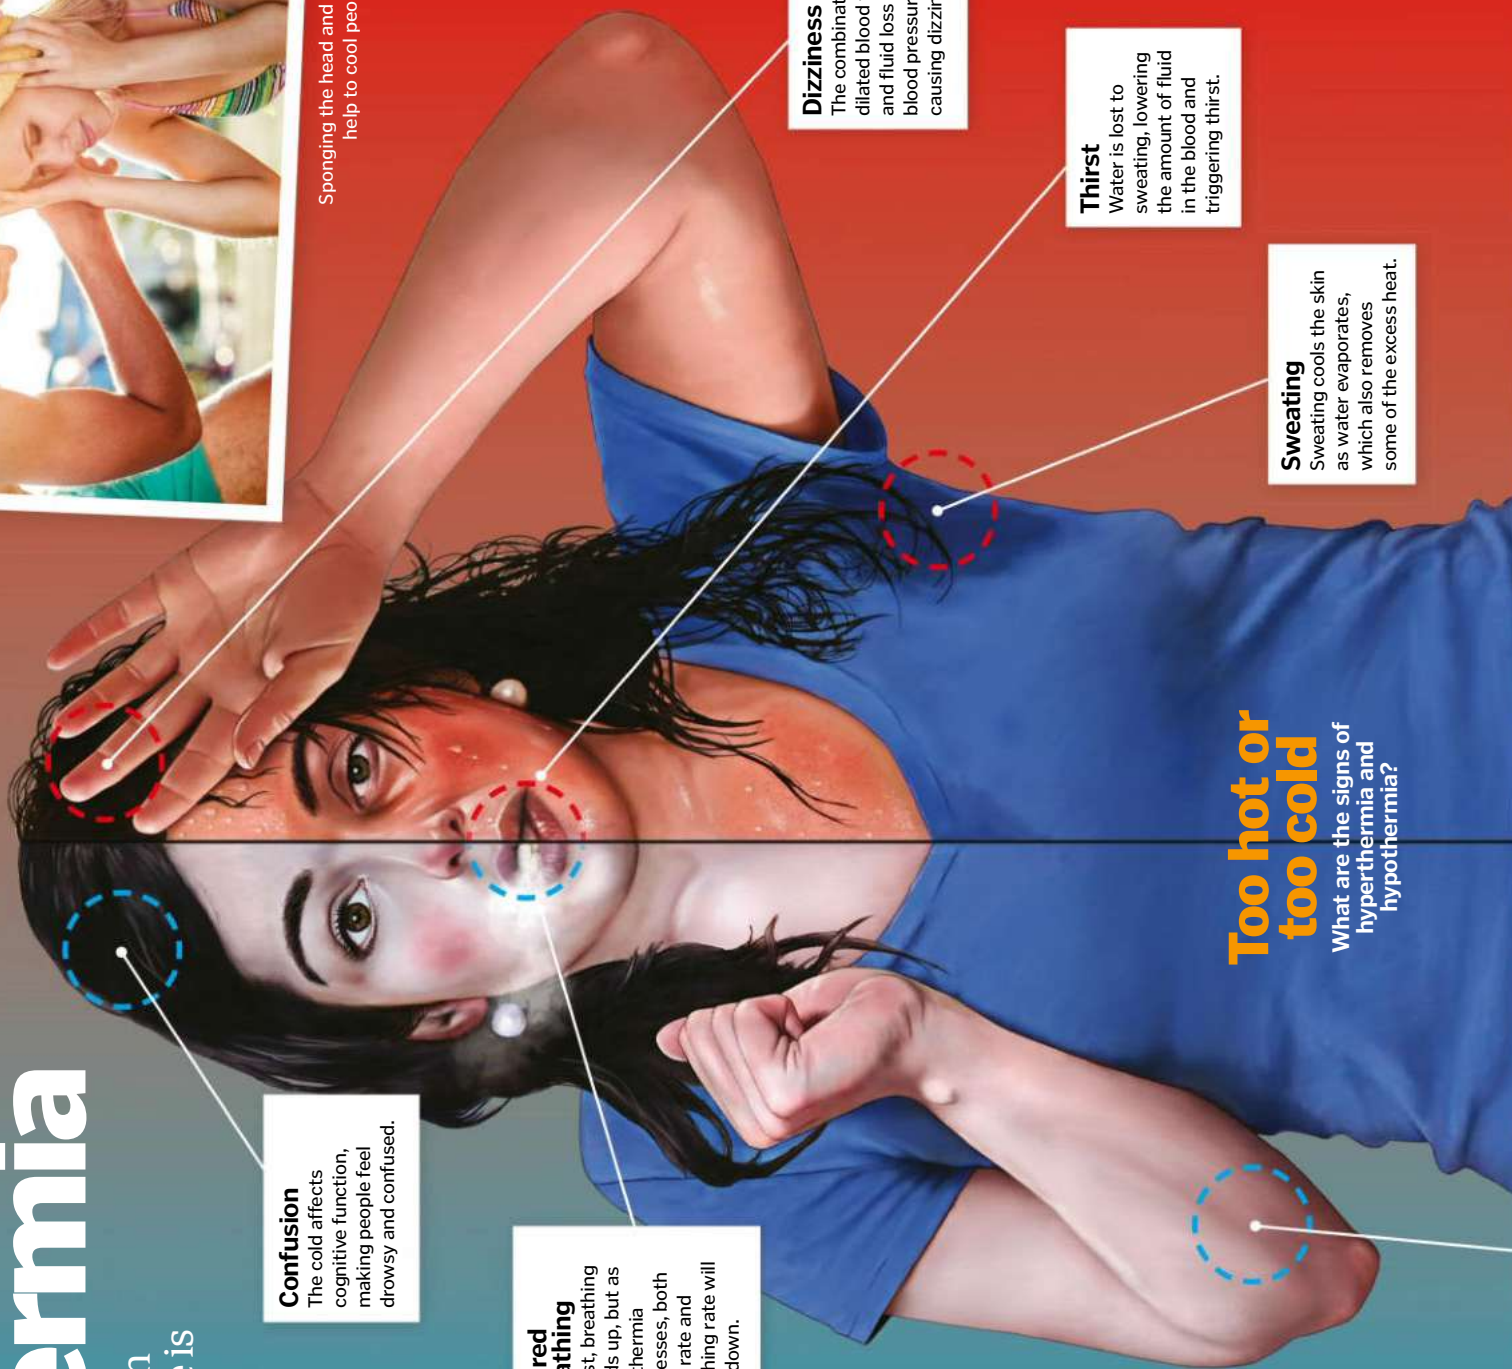 ermia
is
Confusion
The cold affects
cognitive function,
making people feel
drowsy and confused.
red
athing
st, breathing
ds up, but as
thermia
esses, both
rate and
hing rate will
down.
Too hot or
too cold
What are the signs of
hyperthermia and
hypothermia?
Sponging the head and
help to cool peo
Dizziness
The combinat
dilated blood
and fluid loss
blood pressur
causing dizzin
Thirst
Water is lost to
sweating, lowering
the amount of fluid
in the blood and
triggering thirst.
Sweating
Sweating cools the skin
as water evaporates,
which also removes
some of the excess heat.